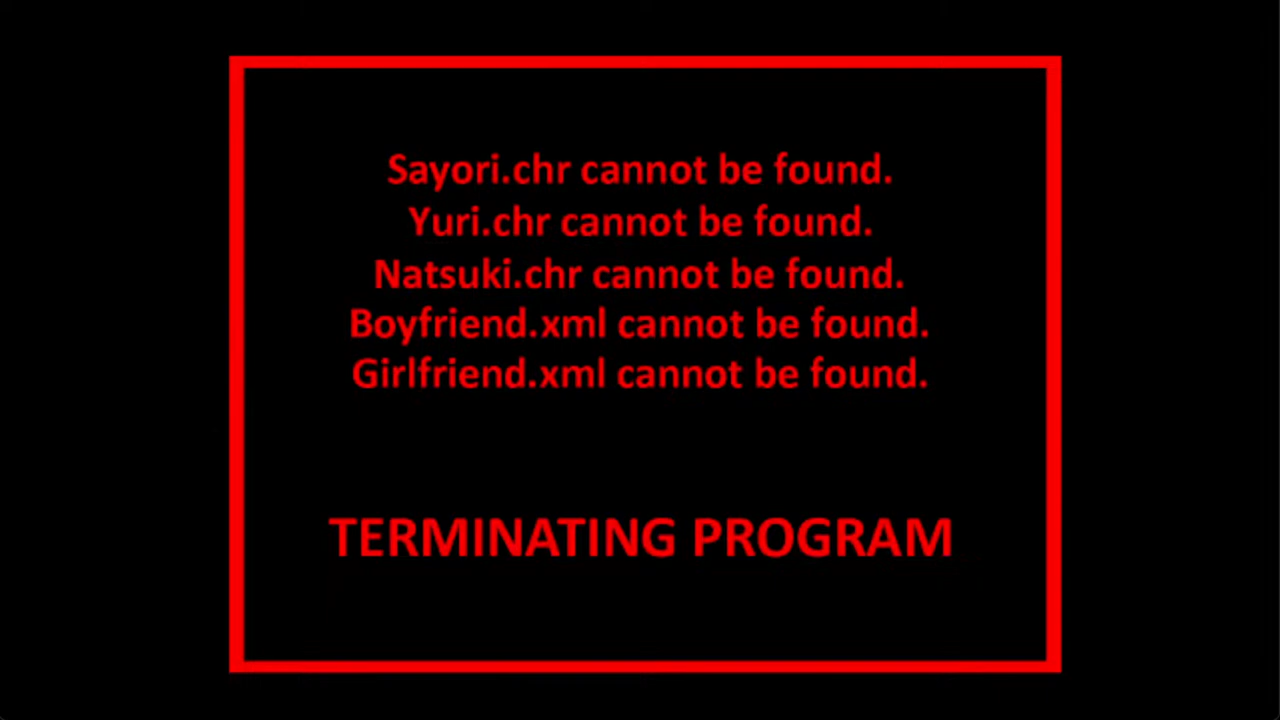 Sayori.chr cannot be found.
Yuri.chr cannot be found.
Natsuki.chr cannot be found.
Boyfriend.xml cannot be found.
Girlfriend.xml cannot be found.
TERMINATING PROGRAM